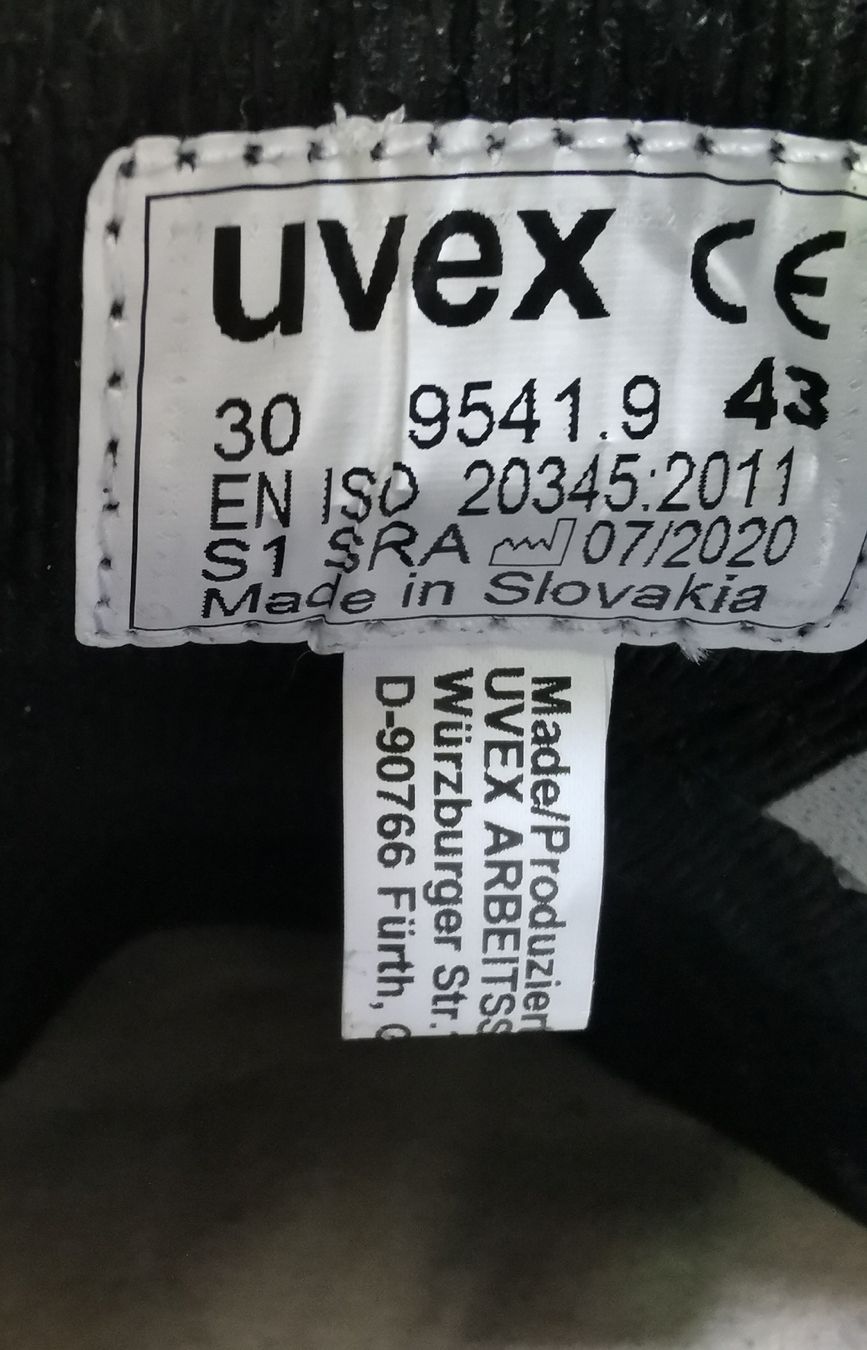 uvex CE
30 9541.9 43
EN ISO 20345:2011
S1 SRA 07/2020
Made in Slovakia
Made/Produzier
UVEX ARBEITSS
Würzburger Str.
D-90766 Fürth,